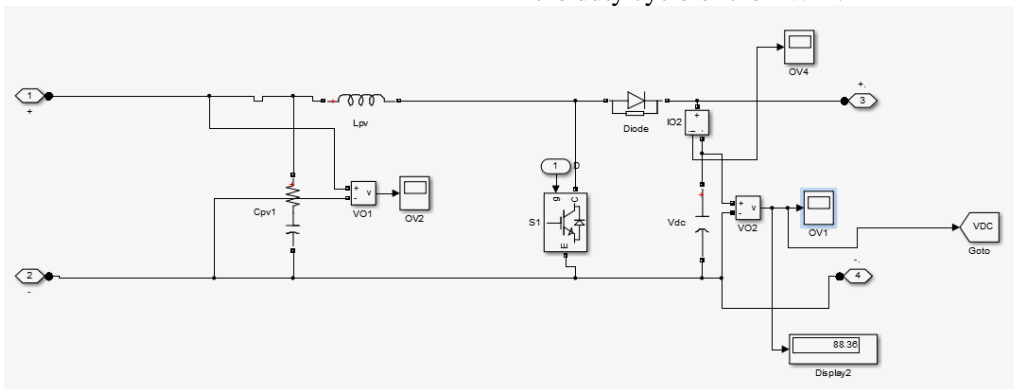 OV4
1
+
Lpv
Diode
IO2
+.
3
1
D
g
C
S1
E
Cpv1
+
-
v
VO1
OV2
Vdc
+
-
v
VO2
OV1
VDC
Goto
2
-
-.
4
88.36
Display2